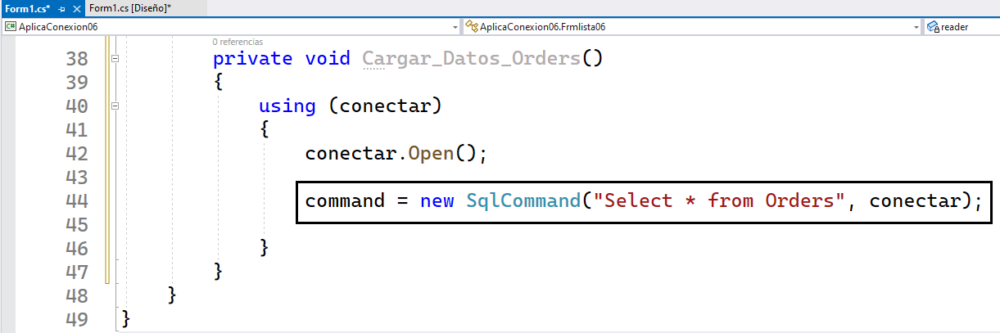 Form1.cs* Form1.cs [Diseño]*
C# AplicaConexion06 AplicaConexion06.Frmlista06 reader
0 referencias
38 private void Cargar_Datos_Orders()
39 {
40 using (conectar)
41 {
42 conectar.Open();
43
44 command = new SqlCommand("Select * from Orders", conectar);
45
46 }
47 }
48 }
49 }